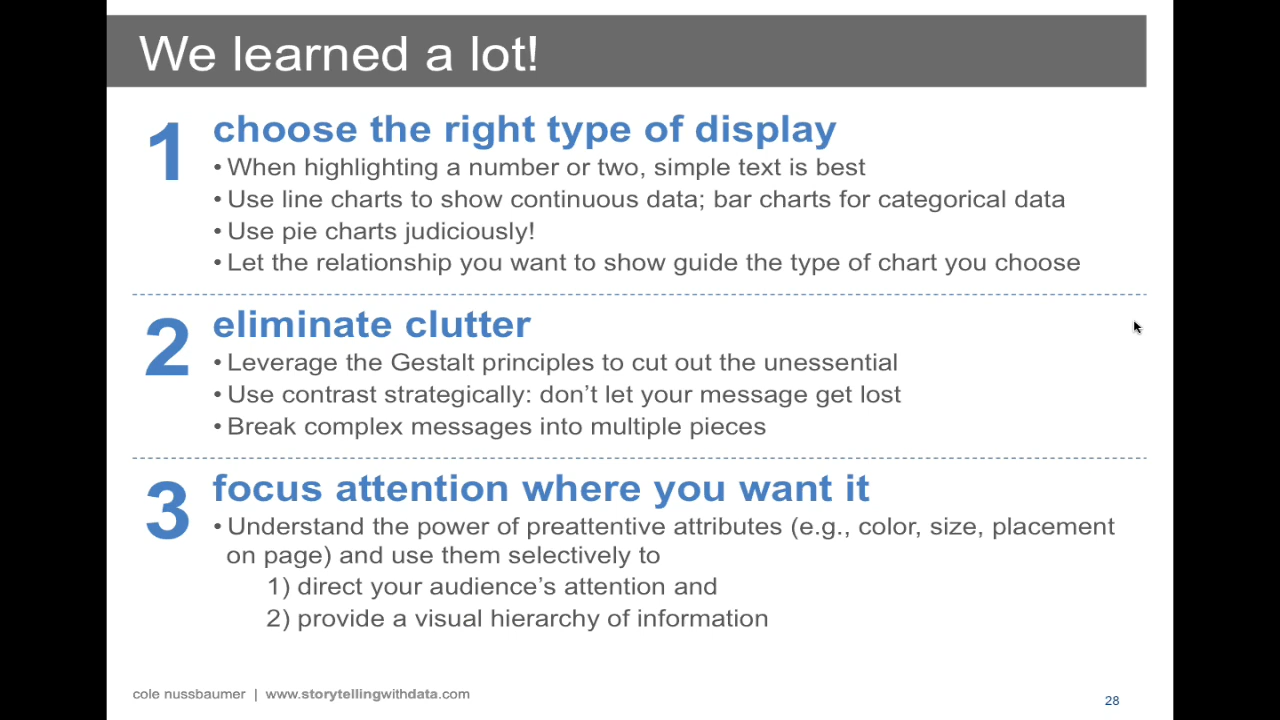 We learned a lot!
1 choose the right type of display
• When highlighting a number or two, simple text is best
• Use line charts to show continuous data; bar charts for categorical data
• Use pie charts judiciously!
• Let the relationship you want to show guide the type of chart you choose
2 eliminate clutter
• Leverage the Gestalt principles to cut out the unessential
• Use contrast strategically: don’t let your message get lost
• Break complex messages into multiple pieces
3 focus attention where you want it
• Understand the power of preattentive attributes (e.g., color, size, placement
on page) and use them selectively to
1) direct your audience’s attention and
2) provide a visual hierarchy of information
cole nussbaumer | www.storytellingwithdata.com
28